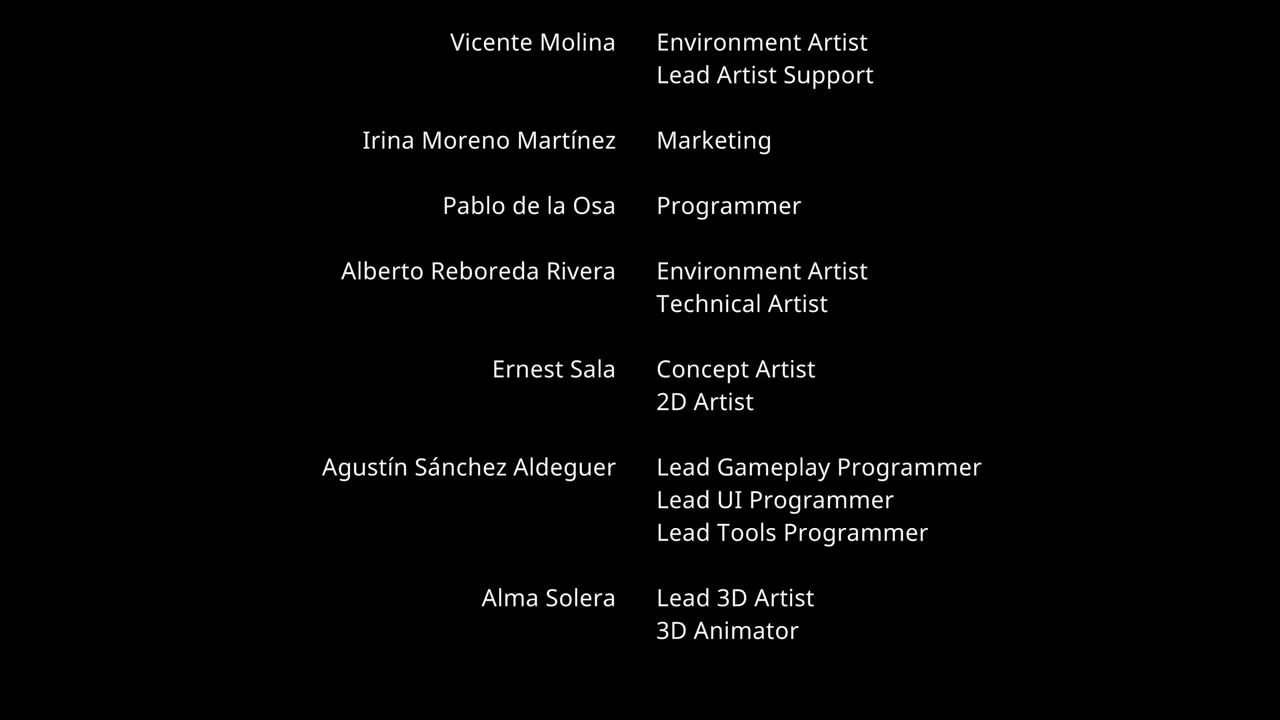 Vicente Molina Environment Artist
Lead Artist Support
Irina Moreno Martínez Marketing
Pablo de la Osa Programmer
Alberto Reboreda Rivera Environment Artist
Technical Artist
Ernest Sala Concept Artist
2D Artist
Agustín Sánchez Aldeguer Lead Gameplay Programmer
Lead UI Programmer
Lead Tools Programmer
Alma Solera Lead 3D Artist
3D Animator